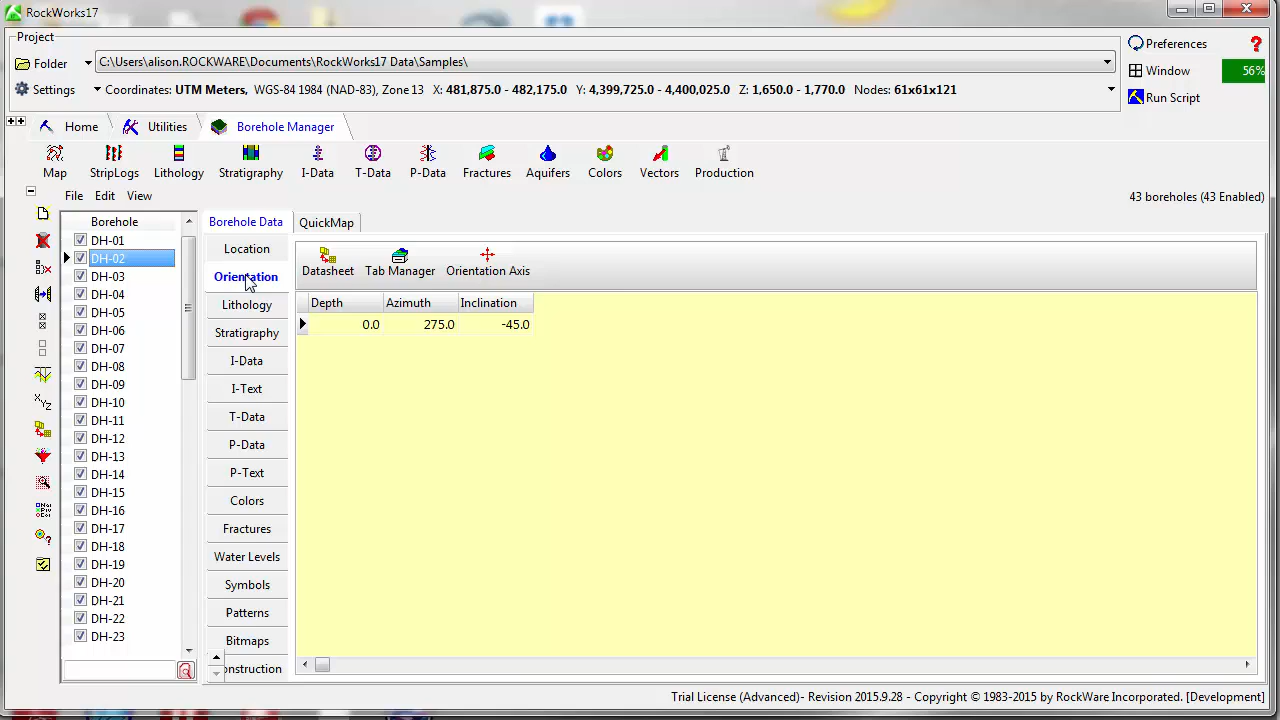 RockWorks17
Project
Folder
C:\Users\alison.ROCKWARE\Documents\RockWorks17 Data\Samples\
Preferences
?
Settings
Coordinates: UTM Meters, WGS-84 1984 (NAD-83), Zone 13 X: 481,875.0 - 482,175.0 Y: 4,399,725.0 - 4,400,025.0 Z: 1,650.0 - 1,770.0 Nodes: 61x61x121
Window
56%
Run Script
Home
Utilities
Borehole Manager
Map
StripLogs
Lithology
Stratigraphy
I-Data
T-Data
P-Data
Fractures
Aquifers
Colors
Vectors
Production
File Edit View
43 boreholes (43 Enabled)
Borehole
DH-01
DH-02
DH-03
DH-04
DH-05
DH-06
DH-07
DH-08
DH-09
DH-10
DH-11
DH-12
DH-13
DH-14
DH-15
DH-16
DH-17
DH-18
DH-19
DH-20
DH-21
DH-22
DH-23
Borehole Data
QuickMap
Location
Orientation
Lithology
Stratigraphy
I-Data
I-Text
T-Data
P-Data
P-Text
Colors
Fractures
Water Levels
Symbols
Patterns
Bitmaps
onstruction
Datasheet
Tab Manager
Orientation Axis
Depth Azimuth Inclination
0.0 275.0 -45.0
Trial License (Advanced)- Revision 2015.9.28 - Copyright © 1983-2015 by RockWare Incorporated. [Development]